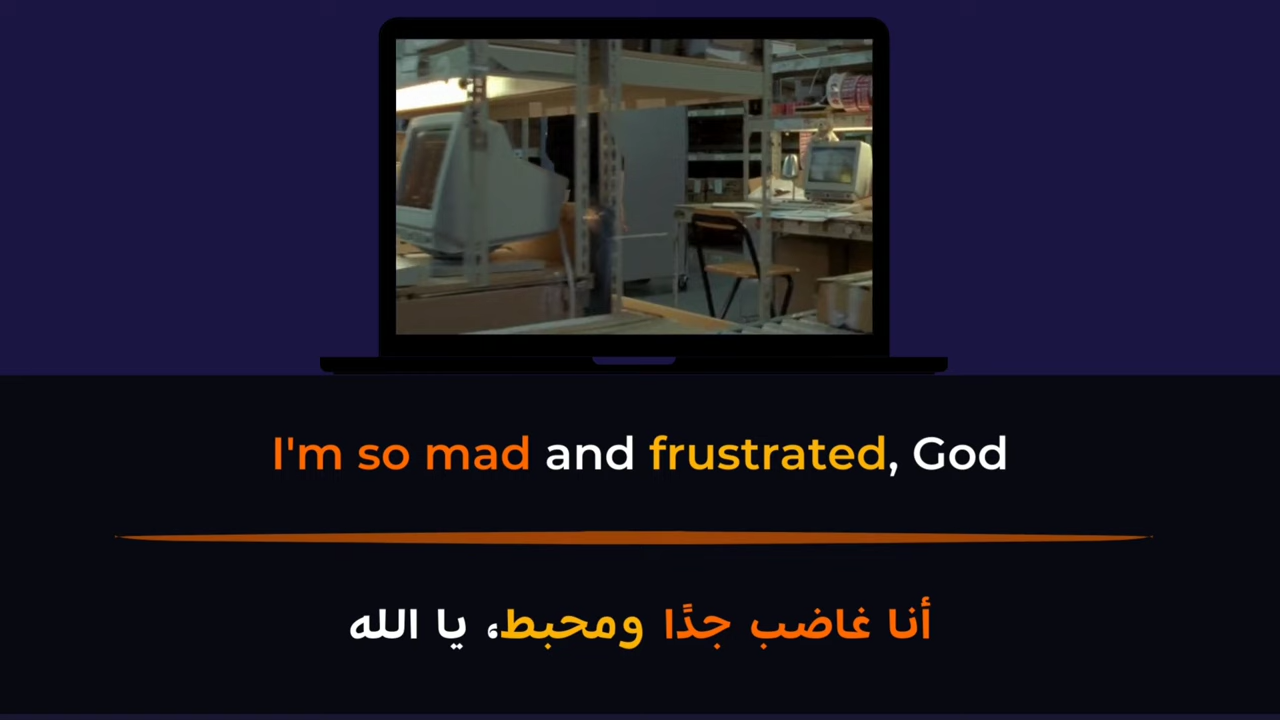 I'm so mad and frustrated, God
أنا غاضب جدًا ومحبط، يا الله